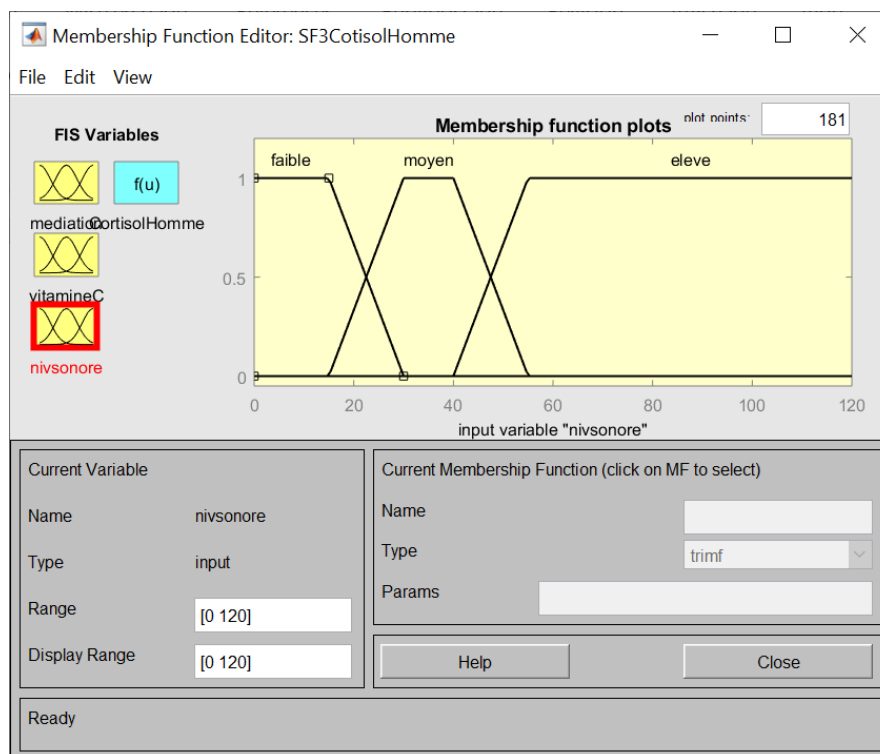 Membership Function Editor: SF3CotisolHomme
File Edit View
FIS Variables
f(u)
mediation
CortisolHomme
vitamineC
nivsonore
Membership function plots
plot points:
181
faible moyen eleve
1
0.5
0
0 20 40 60 80 100 120
input variable "nivsonore"
Current Variable
Name nivsonore
Type input
Range [0 120]
Display Range [0 120]
Current Membership Function (click on MF to select)
Name
Type trimf
Params
Help Close
Ready